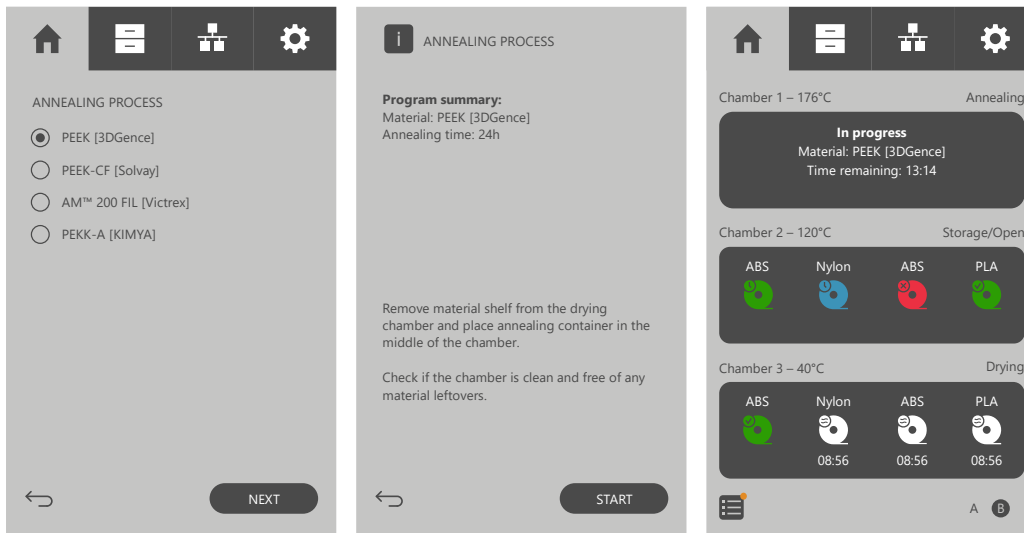 ANNEALING PROCESS
PEEK [3DGence]
PEEK-CF [Solvay]
AM™ 200 FIL [Victrex]
PEKK-A [KIMYA]
NEXT
i ANNEALING PROCESS
Program summary:
Material: PEEK [3DGence]
Annealing time: 24h
Remove material shelf from the drying
chamber and place annealing container in the
middle of the chamber.
Check if the chamber is clean and free of any
material leftovers.
START
Chamber 1 – 176°C Annealing
In progress
Material: PEEK [3DGence]
Time remaining: 13:14
Chamber 2 – 120°C Storage/Open
ABS Nylon ABS PLA
Chamber 3 – 40°C Drying
ABS Nylon ABS PLA
08:56 08:56 08:56
A B